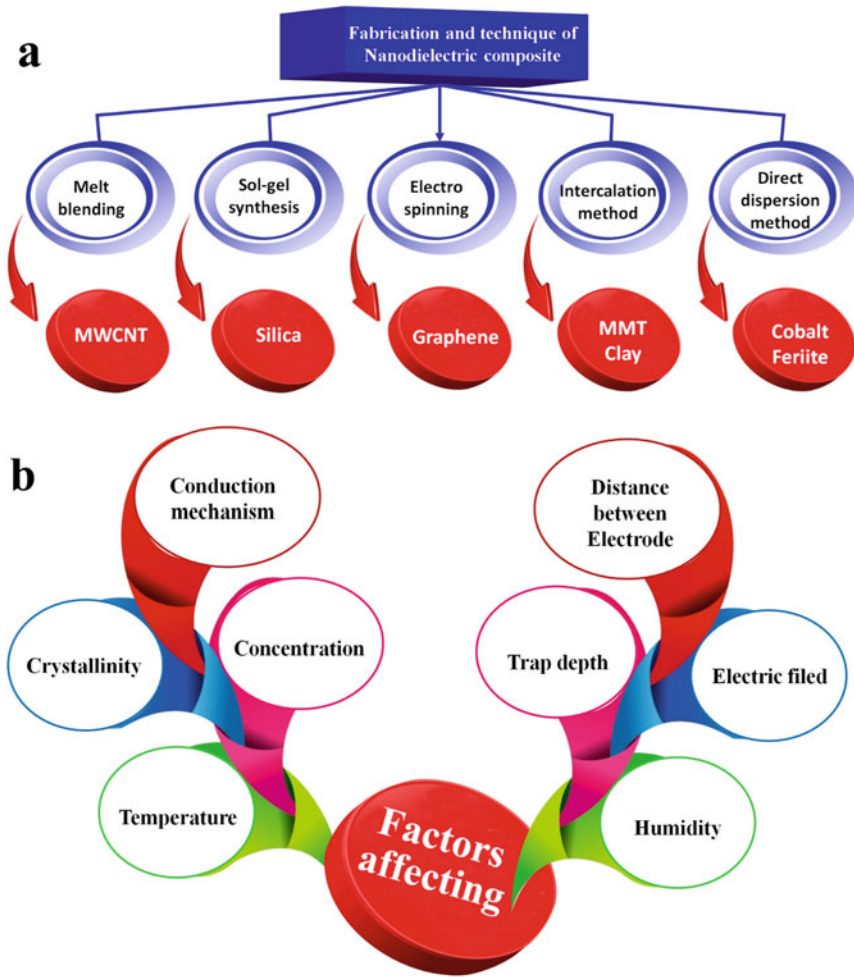 a
Fabrication and technique of
Nanodielectric composite
Melt
blending
Sol-gel
synthesis
Electro
spinning
Intercalation
method
Direct
dispersion
method
MWCNT
Silica
Graphene
MMT
Clay
Cobalt
Feriite
b
Conduction
mechanism
Distance
between
Electrode
Crystallinity
Concentration
Trap depth
Electric filed
Temperature
Humidity
Factors
affecting